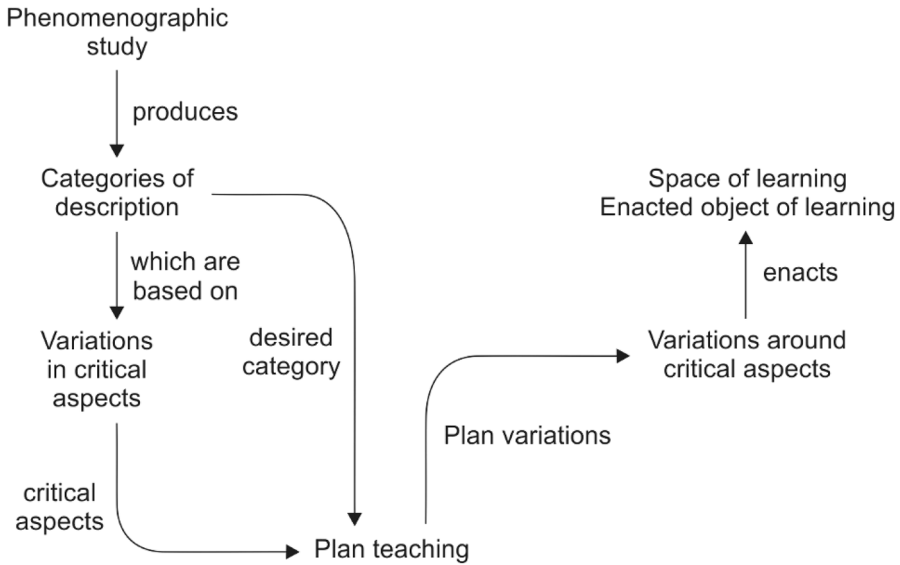 Phenomenographic
study
produces
Categories of
description
which are
based on
Variations
in critical
aspects
critical
aspects
desired
category
Plan teaching
Plan variations
Variations around
critical aspects
enacts
Space of learning
Enacted object of learning